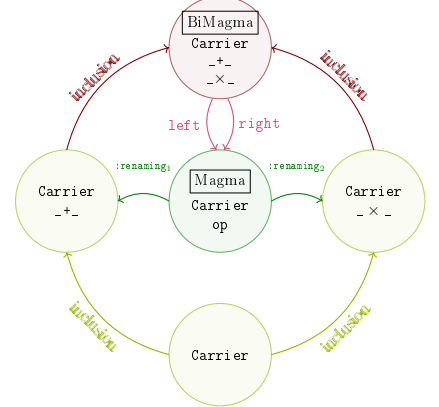 BiMagma
Carrier
_+_
_×_
inclusion
inclusion
left
right
:renaming₁
:renaming₂
Carrier
_+_
Magma
Carrier
op
Carrier
_ × _
inclusion
inclusion
Carrier